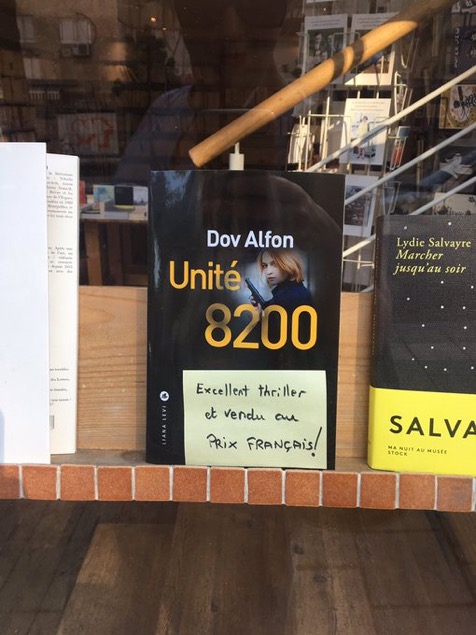 Dov Alfon
Unité
8200
LIANA LEVI
Excellent thriller
et vendu au
PRIX FRANÇAIS!
Lydie Salvayre
Marcher
jusqu'au soir
SALVA
MA NUIT AU MUSÉE
STOCK